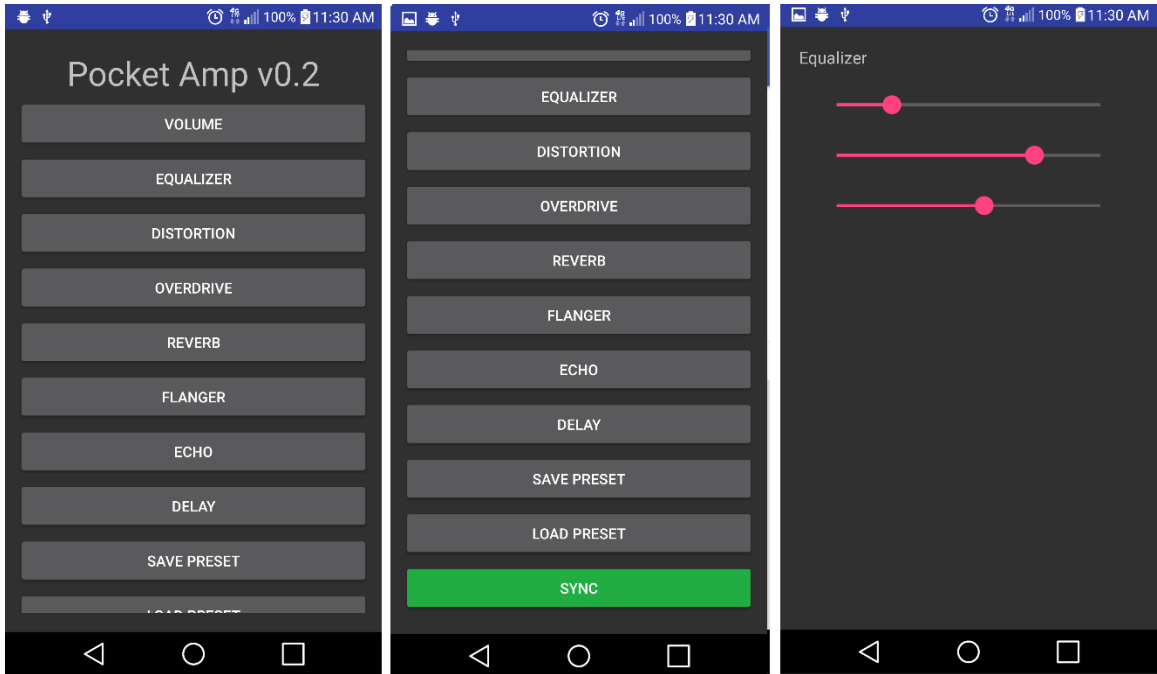 100% 11:30 AM
Pocket Amp v0.2
VOLUME
EQUALIZER
DISTORTION
OVERDRIVE
REVERB
FLANGER
ECHO
DELAY
SAVE PRESET
LOAD PRESET
100% 11:30 AM
EQUALIZER
DISTORTION
OVERDRIVE
REVERB
FLANGER
ECHO
DELAY
SAVE PRESET
LOAD PRESET
SYNC
100% 11:30 AM
Equalizer